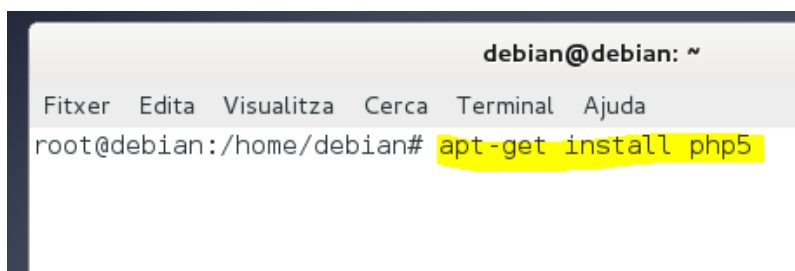 debian@debian: ~
Fitxer Edita Visualitza Cerca Terminal Ajuda
root@debian:/home/debian# apt-get install php5